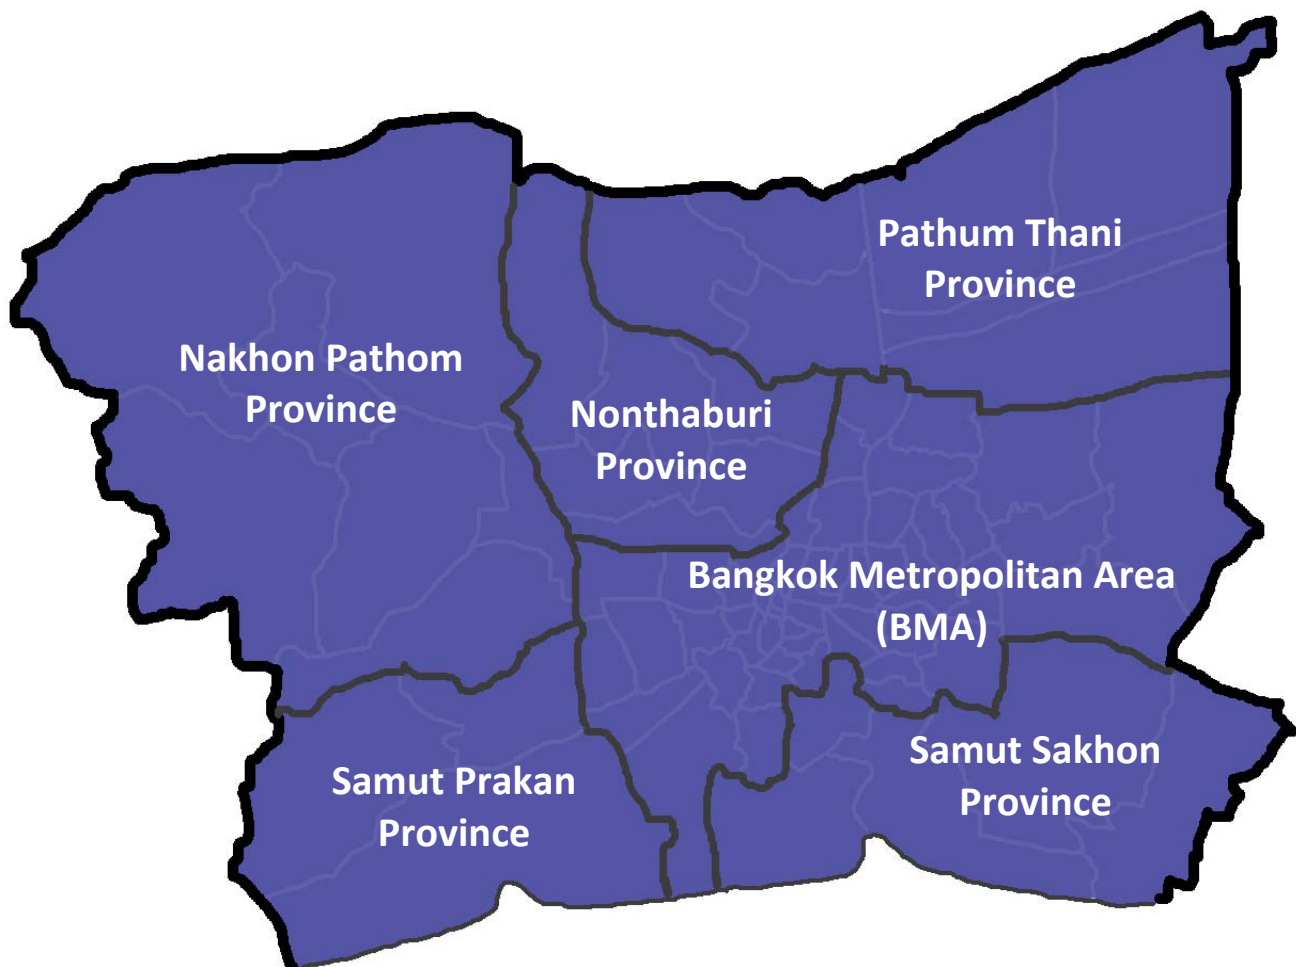 Pathum Thani
Province
Nakhon Pathom
Province
Nonthaburi
Province
Bangkok Metropolitan Area
(BMA)
Samut Sakhon
Province
Samut Prakan
Province